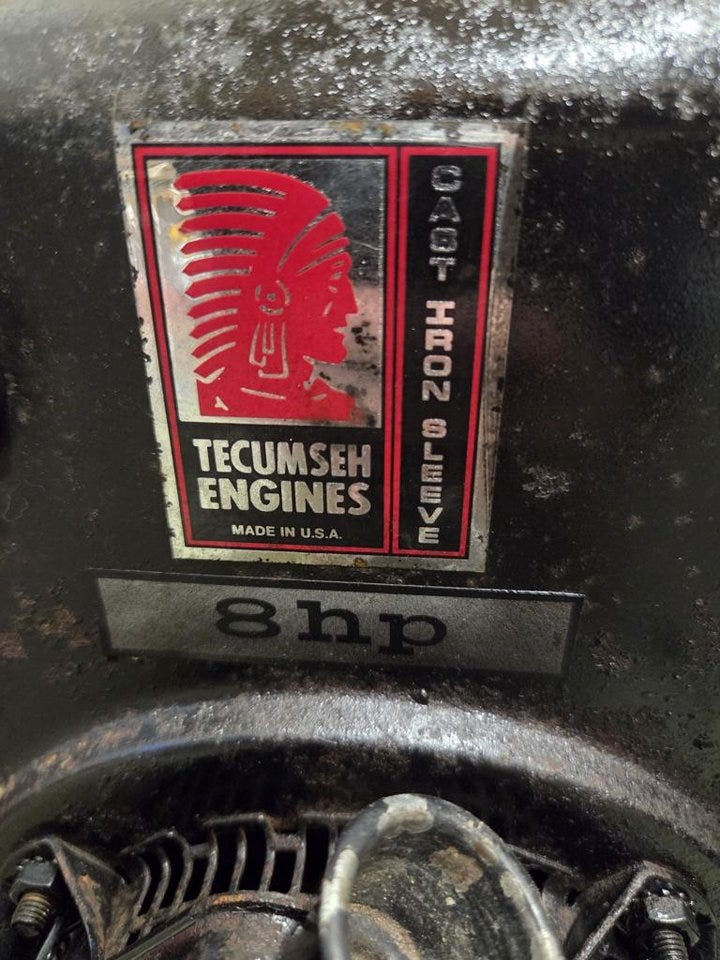 TECUMSEH
ENGINES
MADE IN U.S.A.
CAST IRON SLEEVE
8hp